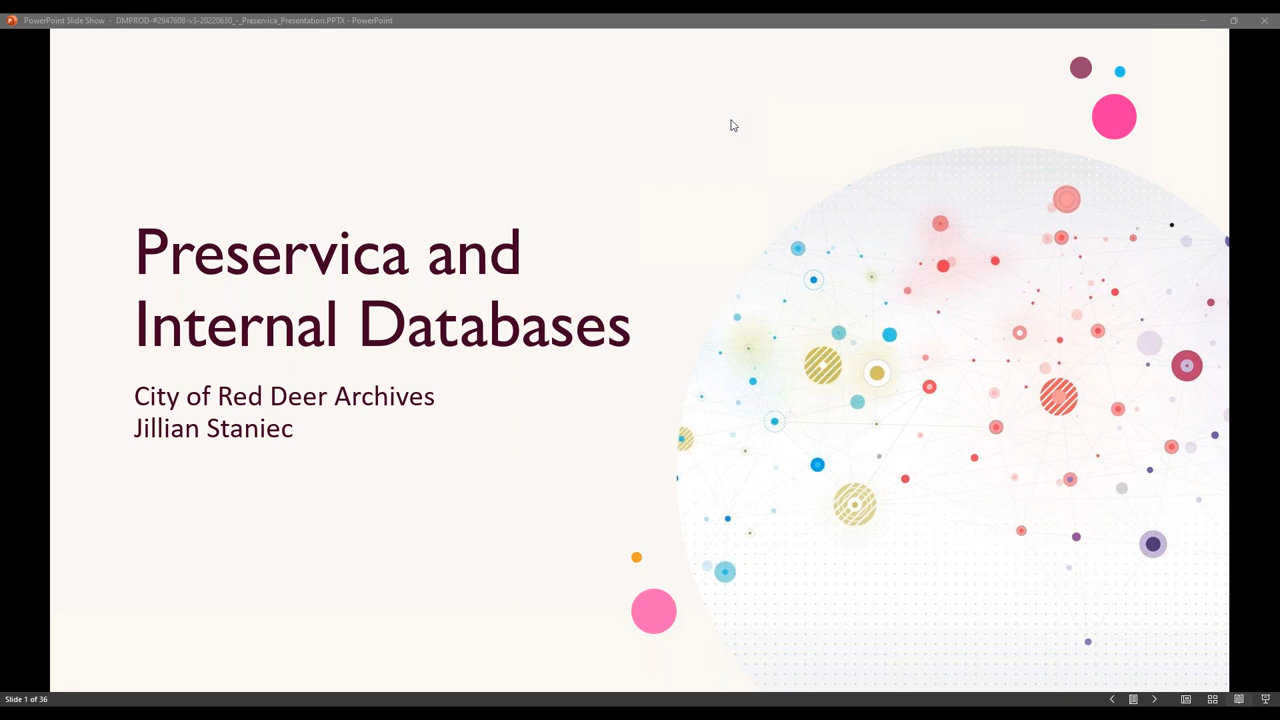 PowerPoint Slide Show - DMPROD-#2947608-v3-20220630_-_Preservica_Presentation.PPTX - PowerPoint
Preservica and
Internal Databases
City of Red Deer Archives
Jillian Staniec
Slide 1 of 36